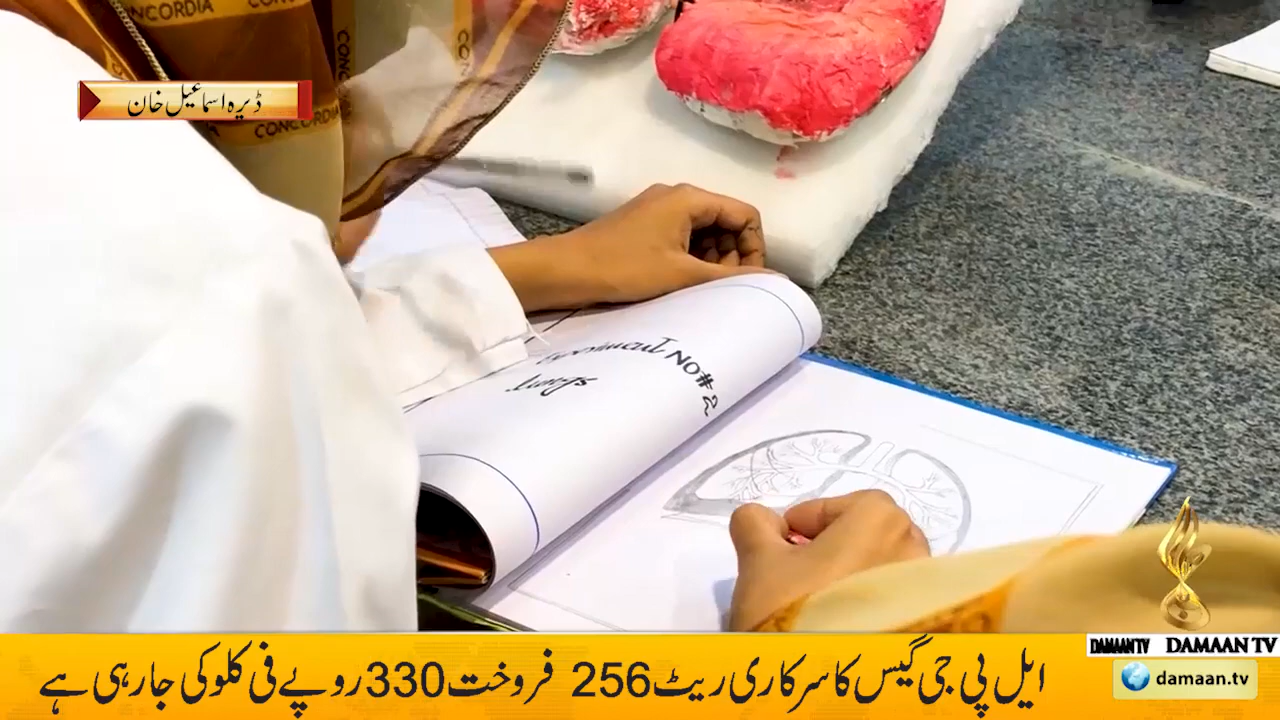 CONCORDIA
ڈیرہ اسماعیل خان
CONCORDIA
Experiment NO#2
Lungs
DAMAAN TV
DAMAAN TV
damaan.tv
ایل پی جی گیس کا سرکاری ریٹ 256 فروخت 330 روپے فی کلو کی جا رہی ہے